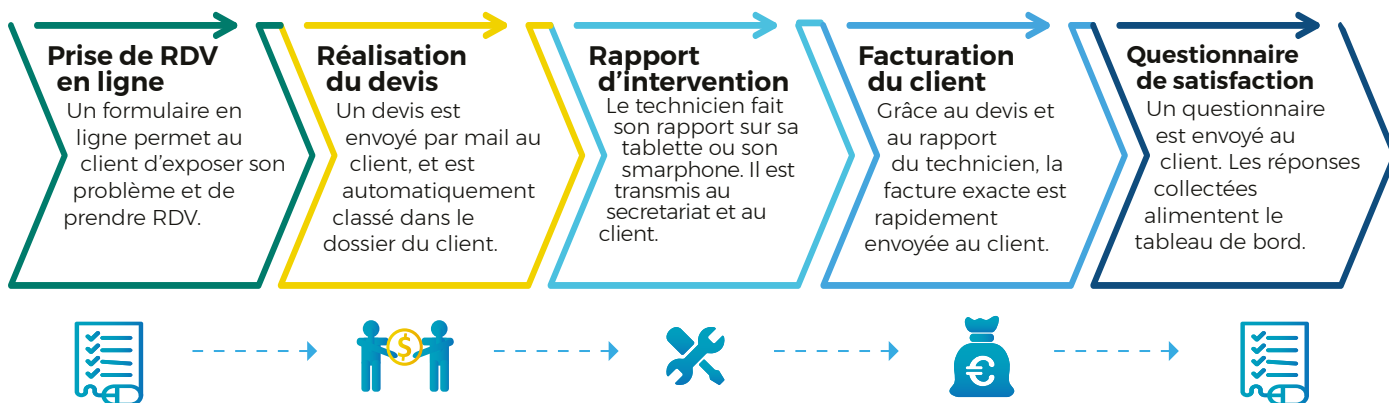 Prise de RDV
en ligne
Un formulaire en
ligne permet au
client d'exposer son
problème et de
prendre RDV.
Réalisation
du devis
Un devis est
envoyé par mail au
client, et est
automatiquement
classé dans le
dossier du client.
Rapport
d'intervention
Le technicien fait
son rapport sur sa
tablette ou son
smarphone. Il est
transmis au
secretariat et au
client.
Facturation
du client
Grâce au devis et
au rapport
du technicien, la
facture exacte est
rapidement
envoyée au client.
Questionnaire
de satisfaction
Un questionnaire
est envoyé au
client. Les réponses
collectées
alimentent le
tableau de bord.
$
€